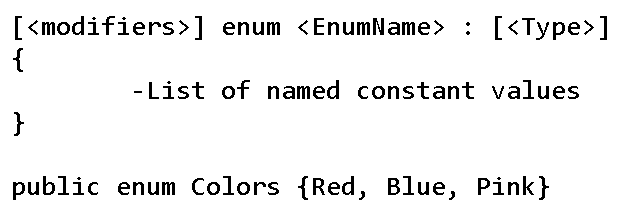 [<modifiers>] enum <EnumName> : [<Type>]
{
-List of named constant values
}
public enum Colors {Red, Blue, Pink}